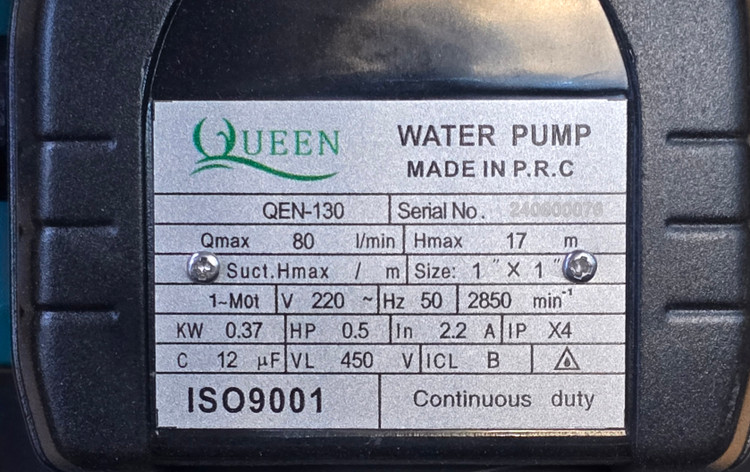 QUEEN
WATER PUMP
MADE IN P.R.C
QEN-130 Serial No. 
Qmax 80 l/min Hmax 17 m
Suct.Hmax / m Size: 1" X 1"
1~Mot V 220 ~ Hz 50 2850 min⁻¹
KW 0.37 HP 0.5 In 2.2 A IP X4
C 12 µF VL 450 V ICL B
ISO9001 Continuous duty